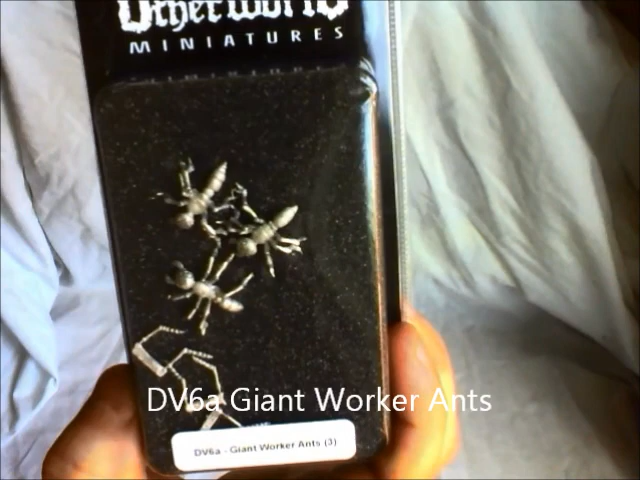 OtherWorld
MINIATURES
DV6a Giant Worker Ants
DV6a - Giant Worker Ants (3)